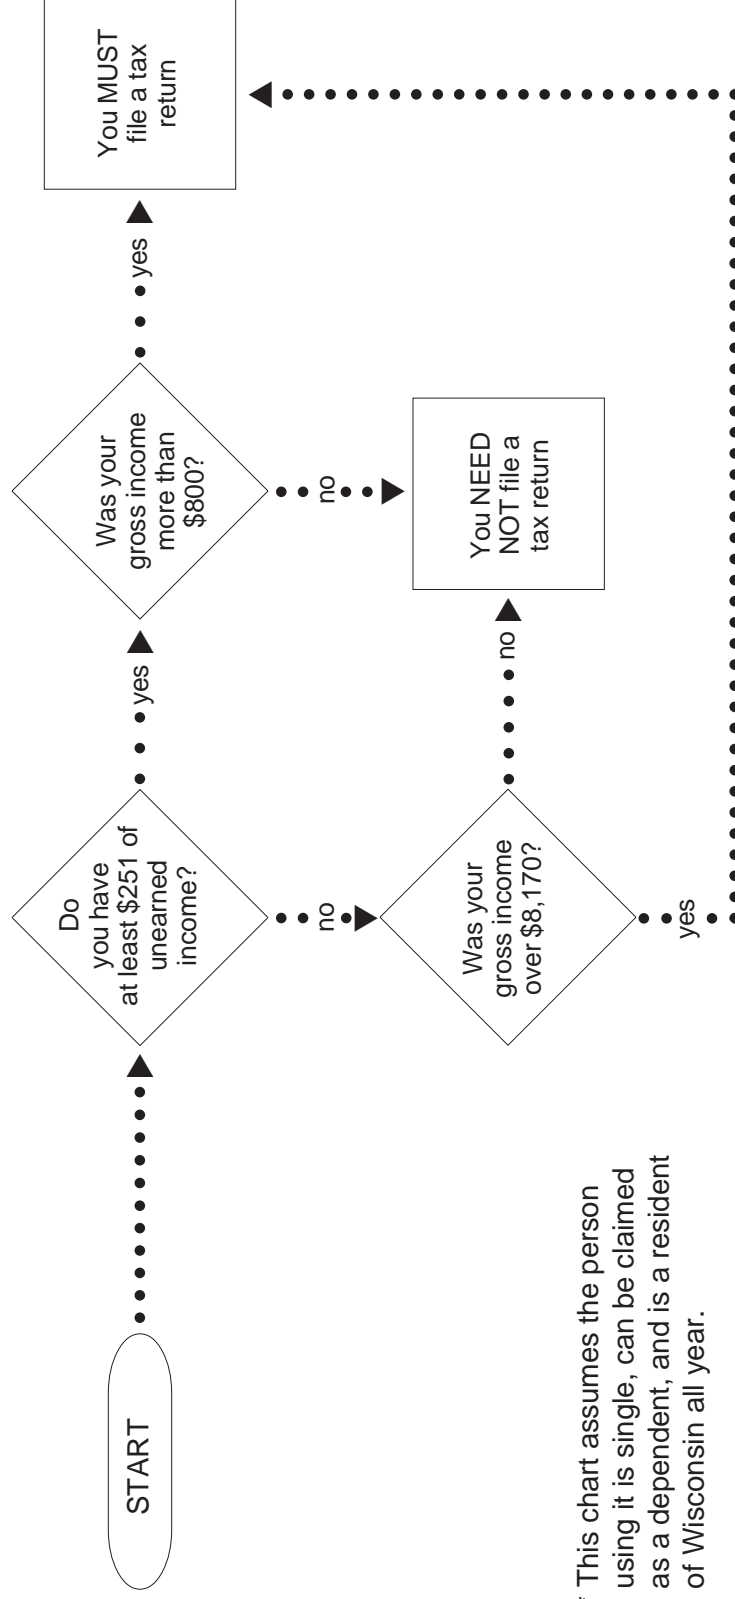 START
Do
you have
at least $251 of
unearned
income?
yes
Was your
gross income
more than
$800?
yes
You MUST
file a tax
return
no
no
Was your
gross income
over $8,170?
no
You NEED
NOT file a
tax return
yes
* This chart assumes the person
using it is single, can be claimed
as a dependent, and is a resident
of Wisconsin all year.